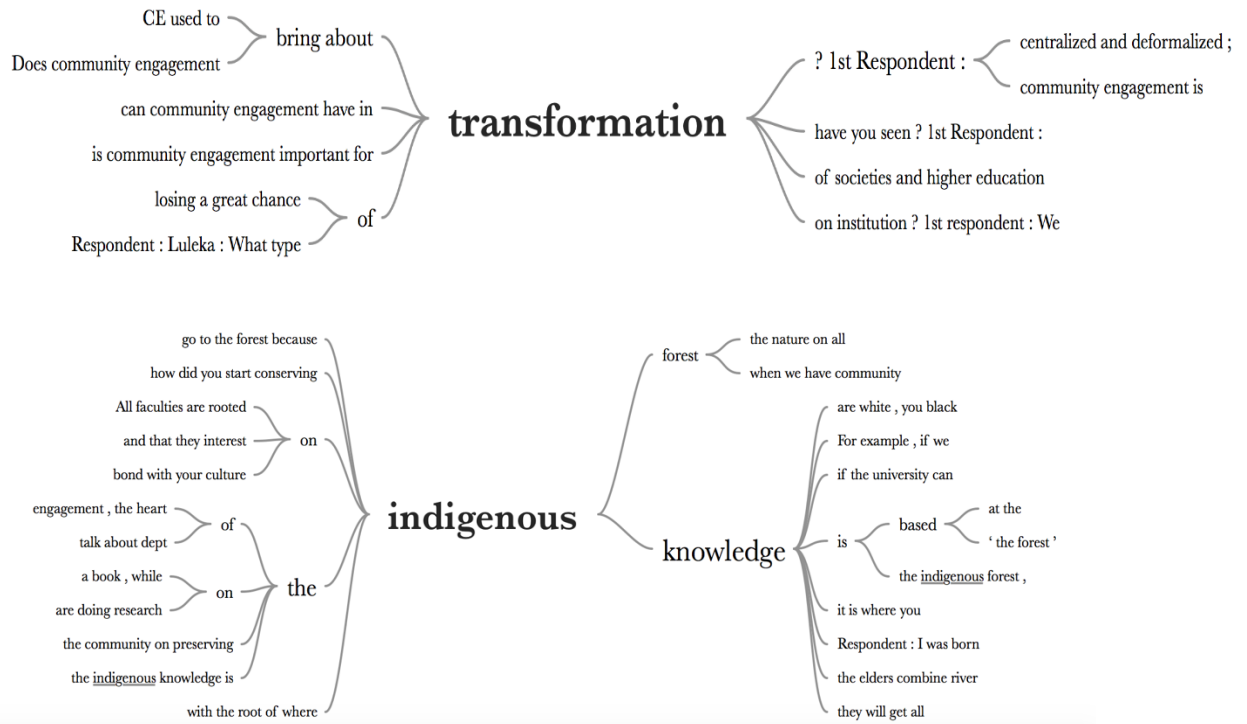 CE used to
Does community engagement
bring about
can community engagement have in
is community engagement important for
losing a great chance
Respondent : Luleka : What type
of
transformation
? 1st Respondent :
centralized and deformalized ;
community engagement is
have you seen ? 1st Respondent :
of societies and higher education
on institution ? 1st respondent : We
go to the forest because
how did you start conserving
All faculties are rooted
and that they interest
bond with your culture
on
engagement , the heart
talk about dept
of
a book , while
are doing research
on
the community on preserving
the indigenous knowledge is
the
with the root of where
indigenous
forest
the nature on all
when we have community
knowledge
are white , you black
For example , if we
if the university can
is
based
at the
‘ the forest ’
the indigenous forest ,
it is where you
Respondent : I was born
the elders combine river
they will get all